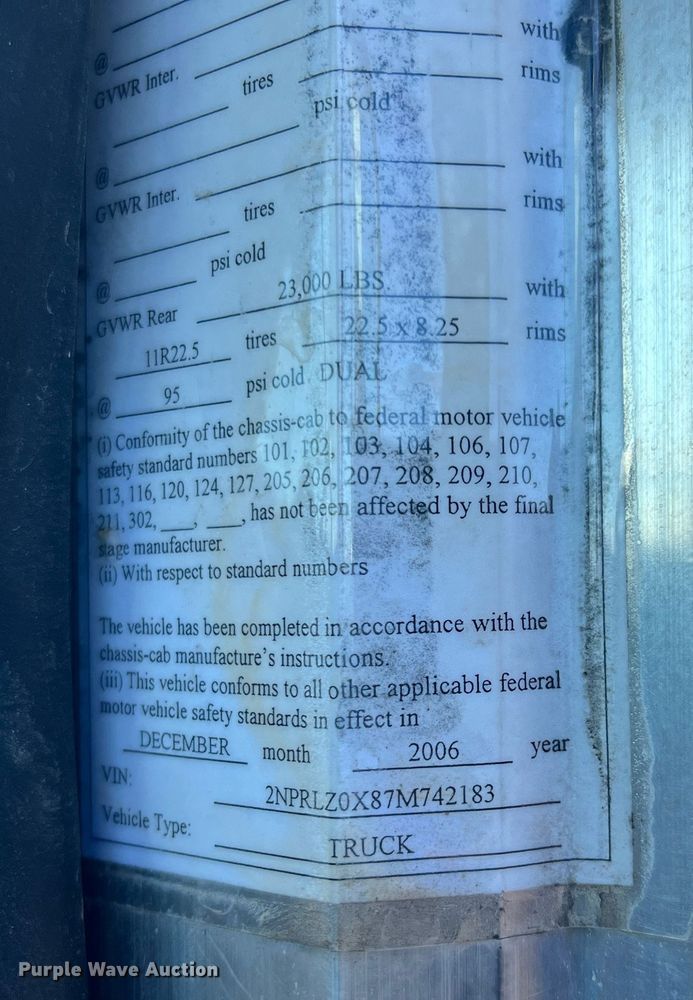 with
@
GVWR Inter. ____ tires ____ rims
psi cold
@ ____ with
GVWR Inter. ____ tires ____ rims
psi cold
@ ____ 23,000 LBS with
GVWR Rear
11R22.5 tires 22.5 x 8.25 rims
@ 95 psi cold. DUAL
(i) Conformity of the chassis-cab to federal motor vehicle
safety standard numbers 101, 102, 103, 104, 106, 107,
113, 116, 120, 124, 127, 205, 206, 207, 208, 209, 210,
211, 302, ___, ___, has not been affected by the final
stage manufacturer.
(ii) With respect to standard numbers
The vehicle has been completed in accordance with the
chassis-cab manufacture's instructions.
(iii) This vehicle conforms to all other applicable federal
motor vehicle safety standards in effect in
DECEMBER month 2006 year
VIN: 2NPRLZ0X87M742183
Vehicle Type: TRUCK
Purple Wave Auction